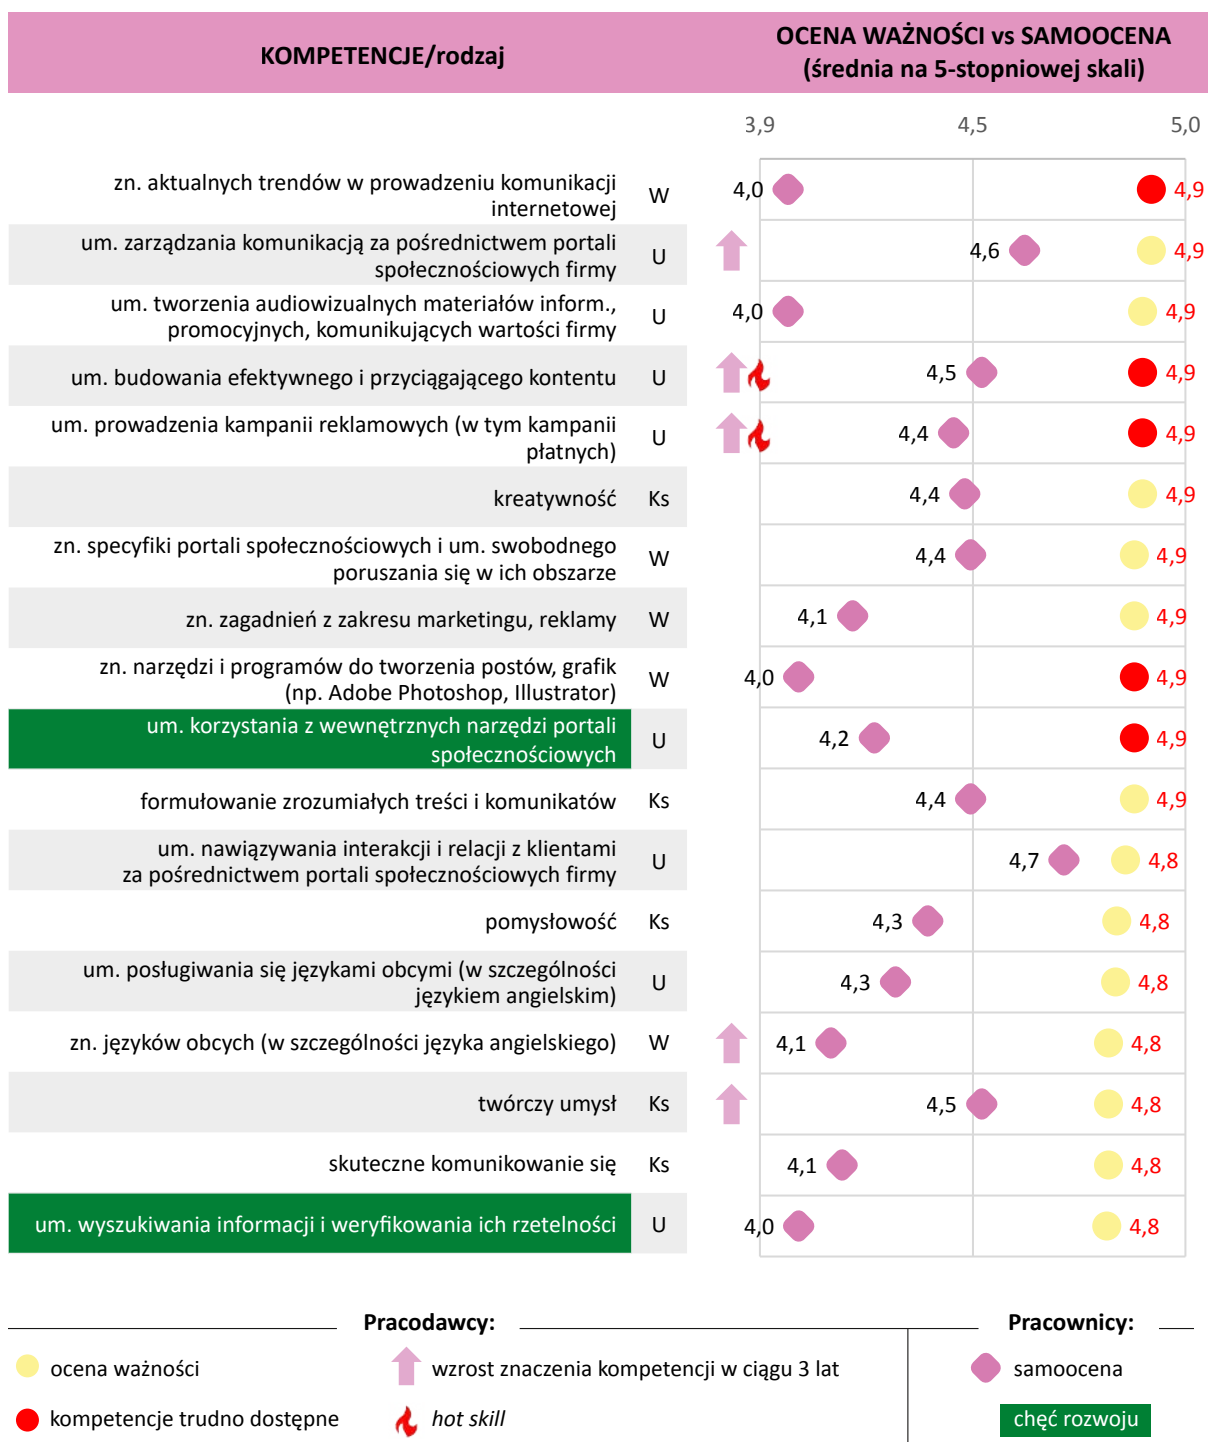 KOMPETENCJE/rodzaj
OCENA WAŻNOŚCI vs SAMOOCENA
(średnia na 5-stopniowej skali)
3,9 4,5 5,0
zn. aktualnych trendów w prowadzeniu komunikacji
internetowej
W 4,0 4,9
um. zarządzania komunikacją za pośrednictwem portali
społecznościowych firmy
U 4,6 4,9
um. tworzenia audiowizualnych materiałów inform.,
promocyjnych, komunikujących wartości firmy
U 4,0 4,9
um. budowania efektywnego i przyciągającego kontentu U 4,5 4,9
um. prowadzenia kampanii reklamowych (w tym kampanii
płatnych)
U 4,4 4,9
kreatywność Ks 4,4 4,9
zn. specyfiki portali społecznościowych i um. swobodnego
poruszania się w ich obszarze
W 4,4 4,9
zn. zagadnień z zakresu marketingu, reklamy W 4,1 4,9
zn. narzędzi i programów do tworzenia postów, grafik
(np. Adobe Photoshop, Illustrator)
W 4,0 4,9
um. korzystania z wewnętrznych narzędzi portali
społecznościowych
U 4,2 4,9
formułowanie zrozumiałych treści i komunikatów Ks 4,4 4,9
um. nawiązywania interakcji i relacji z klientami
za pośrednictwem portali społecznościowych firmy
U 4,7 4,8
pomysłowość Ks 4,3 4,8
um. posługiwania się językami obcymi (w szczególności
językiem angielskim)
U 4,3 4,8
zn. języków obcych (w szczególności języka angielskiego) W 4,1 4,8
twórczy umysł Ks 4,5 4,8
skuteczne komunikowanie się Ks 4,1 4,8
um. wyszukiwania informacji i weryfikowania ich rzetelności U 4,0 4,8
Pracodawcy: Pracownicy:
ocena ważności wzrost znaczenia kompetencji w ciągu 3 lat samoocena
kompetencje trudno dostępne hot skill chęć rozwoju